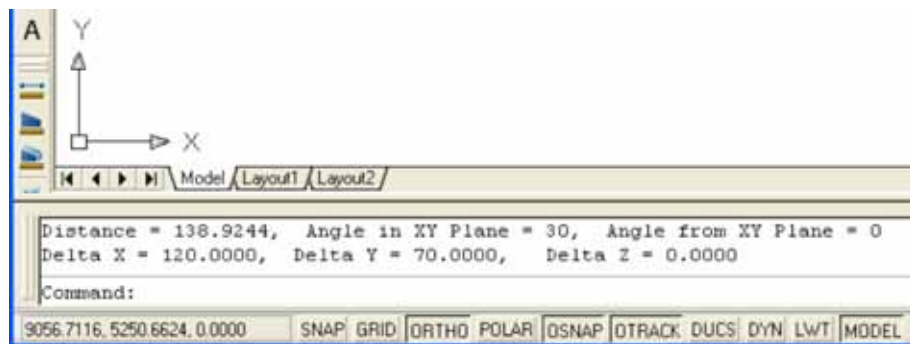 A
Y
X
Model Layout1 Layout2
Distance = 138.9244, Angle in XY Plane = 30, Angle from XY Plane = 0
Delta X = 120.0000, Delta Y = 70.0000, Delta Z = 0.0000
Command:
9056.7116, 5250.6624, 0.0000 SNAP GRID ORTHO POLAR OSNAP OTRACK DUCS DYN LWT MODEL